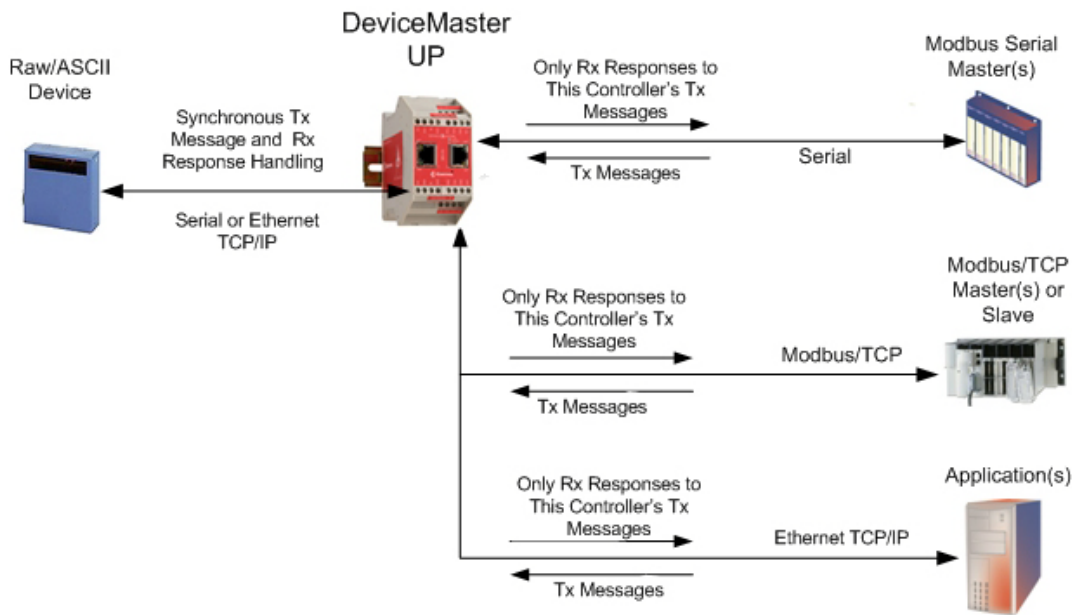 DeviceMaster
UP
Raw/ASCII
Device
Synchronous Tx
Message and Rx
Response Handling
Serial or Ethernet
TCP/IP
Only Rx Responses to
This Controller's Tx
Messages
Tx Messages
Serial
Modbus Serial
Master(s)
Only Rx Responses to
This Controller's Tx
Messages
Tx Messages
Modbus/TCP
Modbus/TCP
Master(s) or
Slave
Only Rx Responses to
This Controller's Tx
Messages
Tx Messages
Ethernet TCP/IP
Application(s)